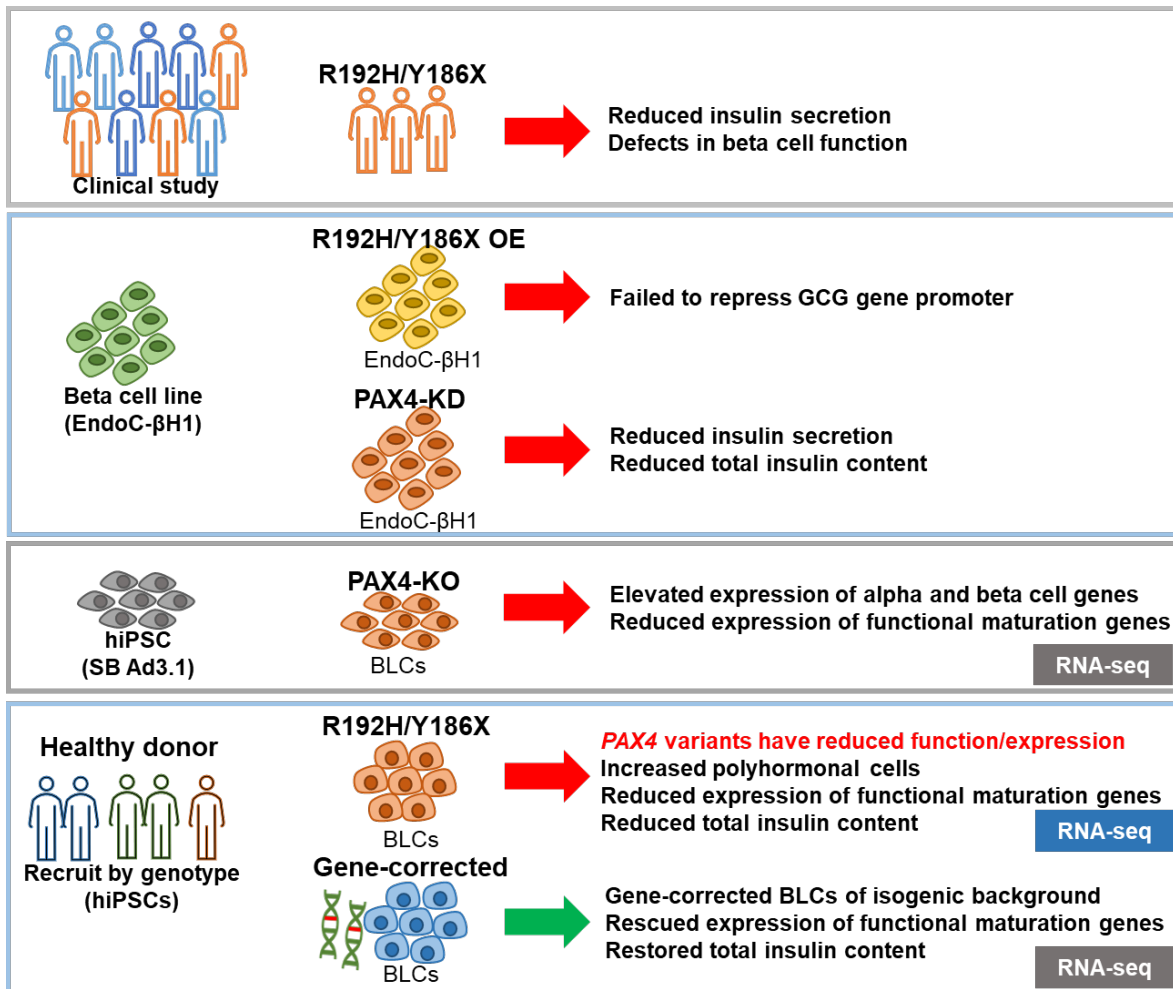 Clinical study
R192H/Y186X
Reduced insulin secretion
Defects in beta cell function
Beta cell line
(EndoC-βH1)
R192H/Y186X OE
EndoC-βH1
Failed to repress GCG gene promoter
PAX4-KD
EndoC-βH1
Reduced insulin secretion
Reduced total insulin content
hiPSC
(SB Ad3.1)
PAX4-KO
BLCs
Elevated expression of alpha and beta cell genes
Reduced expression of functional maturation genes
RNA-seq
Healthy donor
Recruit by genotype
(hiPSCs)
R192H/Y186X
BLCs
PAX4 variants have reduced function/expression
Increased polyhormonal cells
Reduced expression of functional maturation genes
Reduced total insulin content
RNA-seq
Gene-corrected
BLCs
Gene-corrected BLCs of isogenic background
Rescued expression of functional maturation genes
Restored total insulin content
RNA-seq